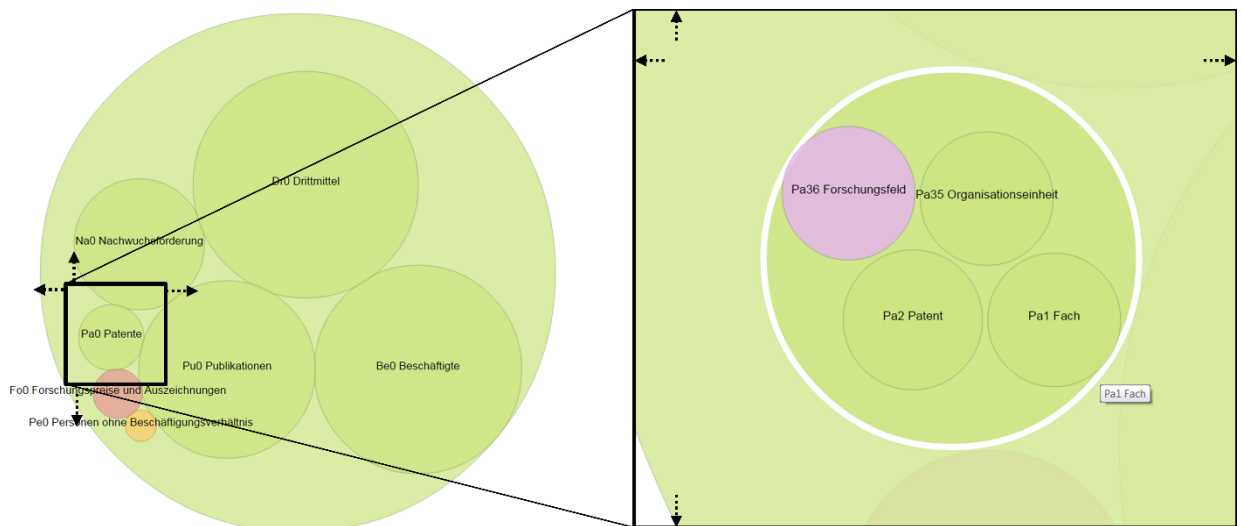 Dr0 Drittmittel
Na0 Nachwuchsförderung
Pa0 Patente
Pu0 Publikationen
Be0 Beschäftigte
Fo0 Forschungspreise und Auszeichnungen
Pe0 Personen ohne Beschäftigungsverhältnis
Pa36 Forschungsfeld
Pa35 Organisationseinheit
Pa2 Patent
Pa1 Fach
Pa1 Fach